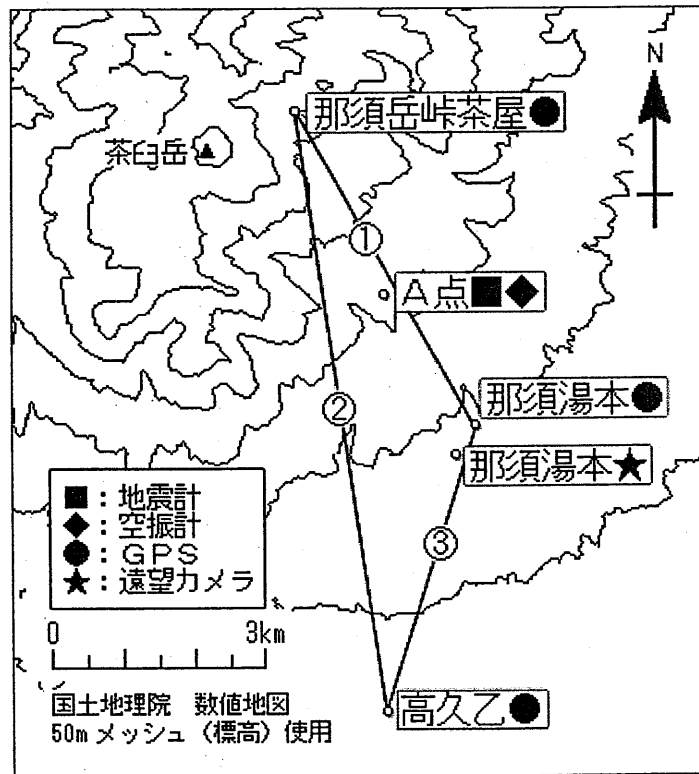 N
那須岳峠茶屋●
茶臼岳▲
①
A点■◆
②
那須湯本●
那須湯本★
③
■:地震計
◆:空振計
●:GPS
★:遠望カメラ
0 3km
国土地理院 数値地図
50mメッシュ(標高)使用
高久乙●